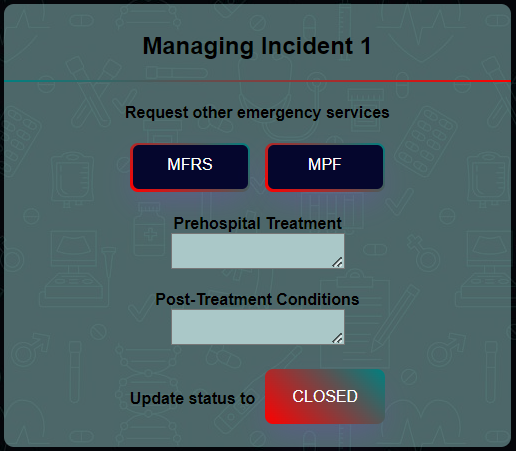 Managing Incident 1
Request other emergency services
MFRS MPF
Prehospital Treatment
Post-Treatment Conditions
Update status to CLOSED